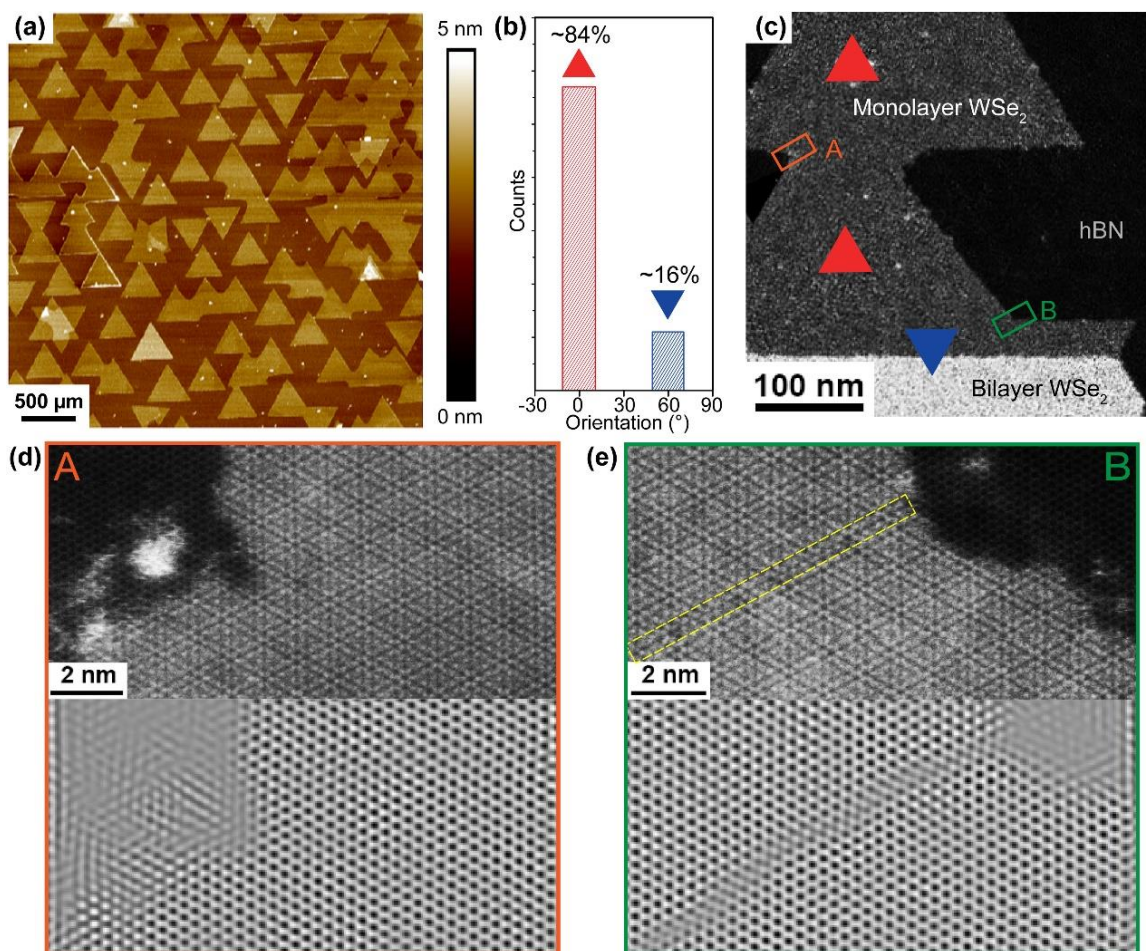 (a)
500 μm
5 nm
0 nm
(b)
~84%
~16%
Counts
-30 0 30 60 90
Orientation (°)
(c)
Monolayer WSe₂
A
hBN
B
Bilayer WSe₂
100 nm
(d)
A
2 nm
(e)
B
2 nm